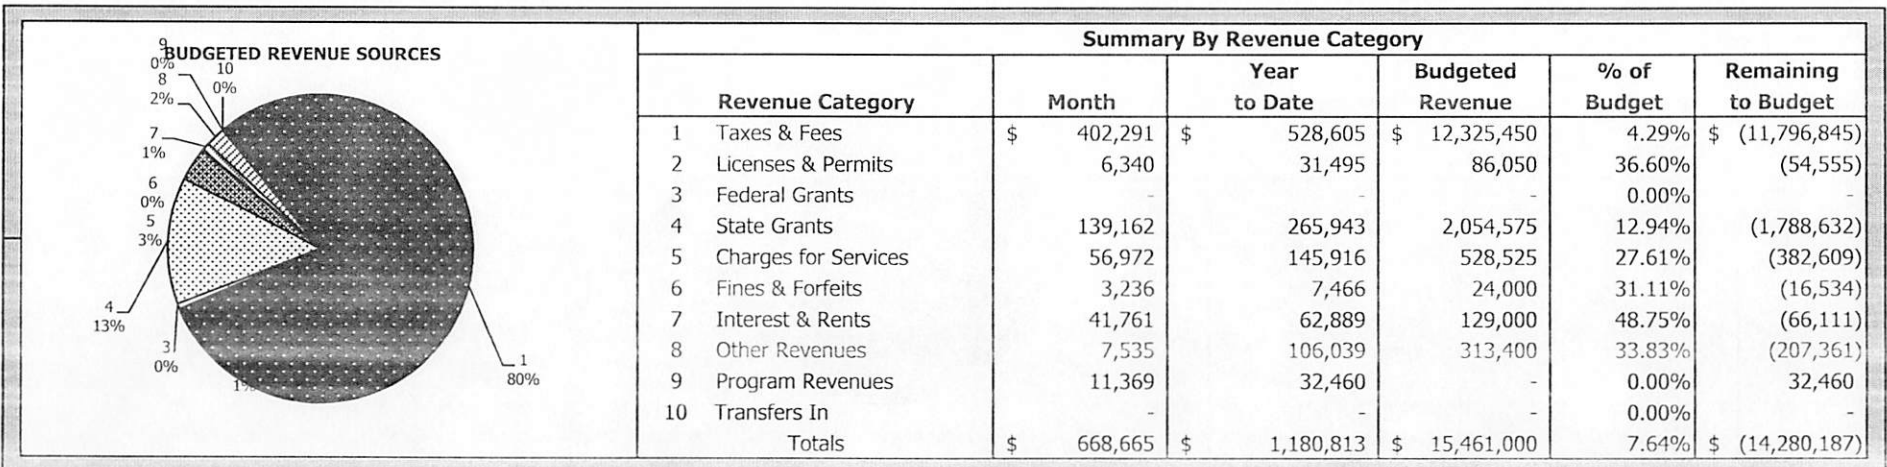 BUDGETED REVENUE SOURCES
9
0%
10
0%
8
2%
7
1%
6
0%
5
3%
4
13%
3
0%
1%
1
80%
Summary By Revenue Category
Year Budgeted % of Remaining
Revenue Category Month to Date Revenue Budget to Budget
1 Taxes & Fees $ 402,291 $ 528,605 $ 12,325,450 4.29% $ (11,796,845)
2 Licenses & Permits 6,340 31,495 86,050 36.60% (54,555)
3 Federal Grants - - - 0.00% -
4 State Grants 139,162 265,943 2,054,575 12.94% (1,788,632)
5 Charges for Services 56,972 145,916 528,525 27.61% (382,609)
6 Fines & Forfeits 3,236 7,466 24,000 31.11% (16,534)
7 Interest & Rents 41,761 62,889 129,000 48.75% (66,111)
8 Other Revenues 7,535 106,039 313,400 33.83% (207,361)
9 Program Revenues 11,369 32,460 - 0.00% 32,460
10 Transfers In - - - 0.00% -
Totals $ 668,665 $ 1,180,813 $ 15,461,000 7.64% $ (14,280,187)